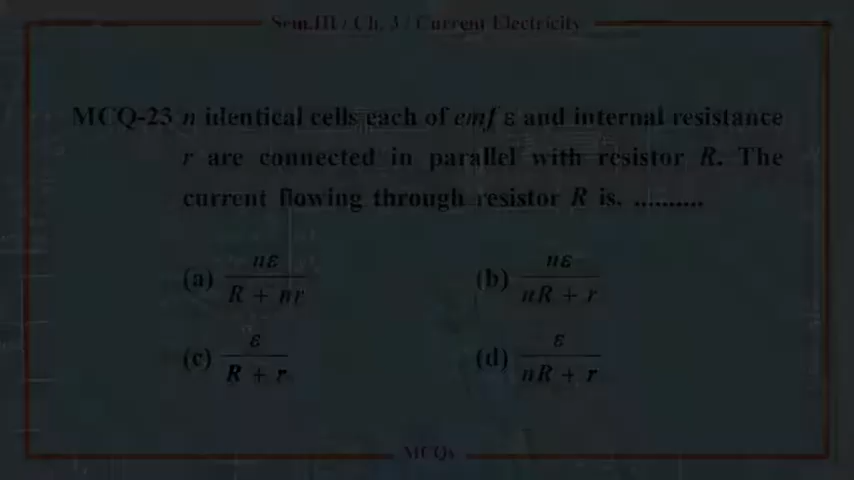 Sem.III / Ch. 3 / Current Electricity
MCQ-23 n identical cells each of emf ε and internal resistance
r are connected in parallel with resistor R. The
current flowing through resistor R is. ..........
(a) nε / R + nr (b) nε / nR + r
(c) ε / R + r (d) ε / nR + r
MCQs